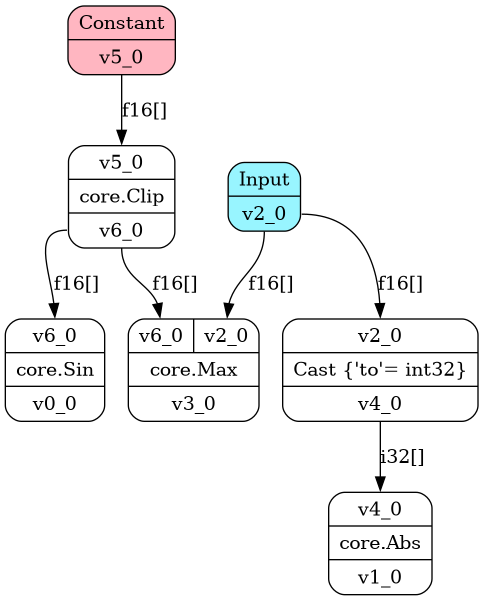 Constant
v5_0
f16[]
v5_0
core.Clip
v6_0
Input
v2_0
f16[]
f16[]
f16[]
f16[]
v6_0
core.Sin
v0_0
v6_0 v2_0
core.Max
v3_0
v2_0
Cast {'to'= int32}
v4_0
i32[]
v4_0
core.Abs
v1_0